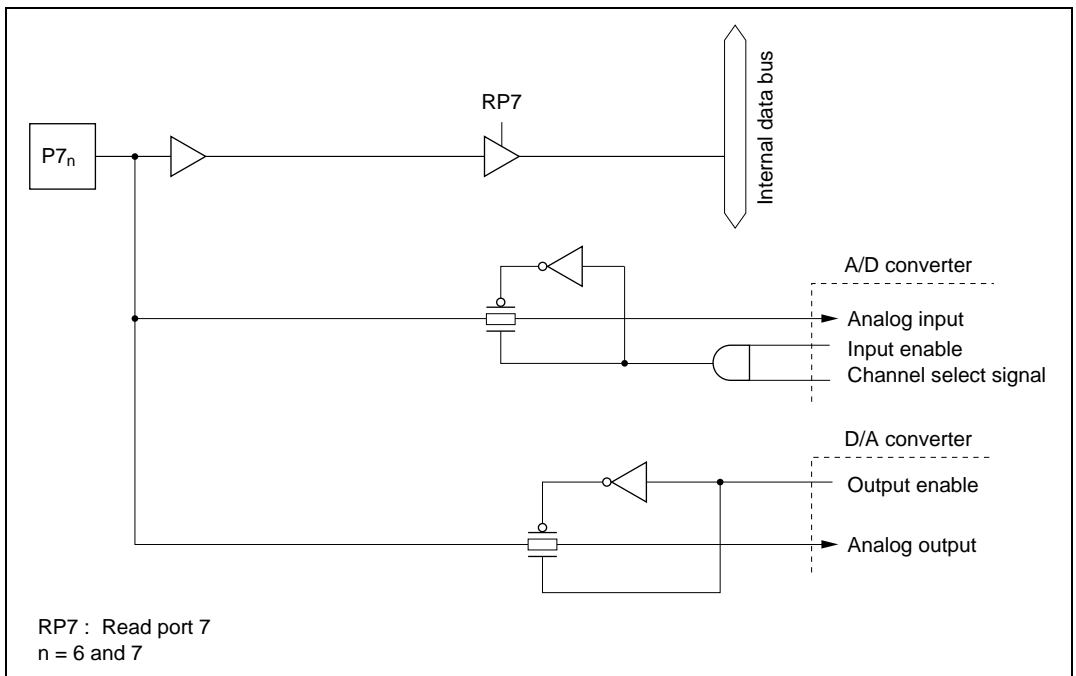 RP7
P7n
Internal data bus
A/D converter
Analog input
Input enable
Channel select signal
D/A converter
Output enable
Analog output
RP7 : Read port 7
n = 6 and 7